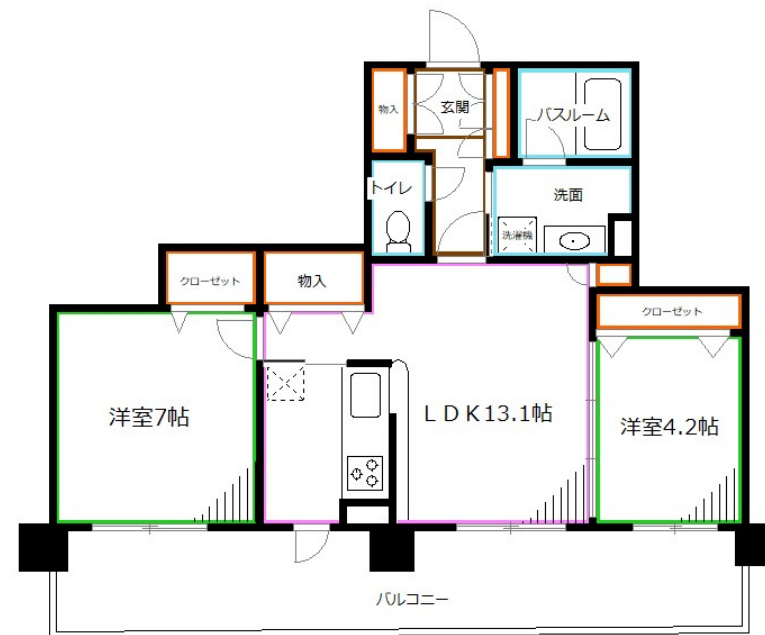 物入
玄関
バスルーム
トイレ
洗面
洗濯機
クローゼット
物入
クローゼット
洋室7帖
LDK13.1帖
洋室4.2帖
バルコニー